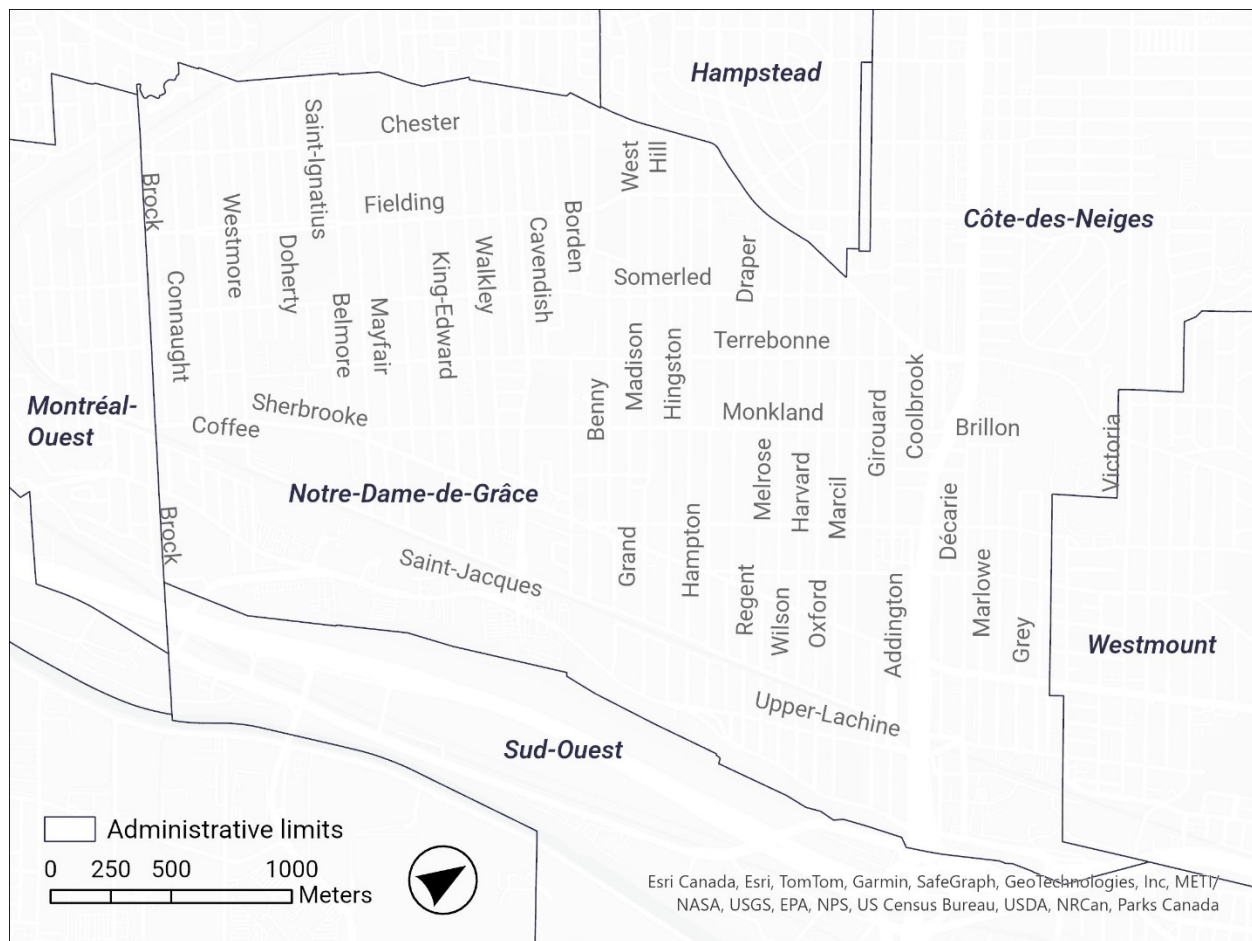 Hampstead
Chester
Saint-Ignatius
West
Hill
Brock
Westmore
Fielding
Doherty
Borden
Cavendish
Walkley
King-Edward
Côte-des-Neiges
Draper
Somerled
Connaught
Belmore
Mayfair
Madison
Hingston
Benny
Terrebonne
Monkland
Girouard
Coolbrook
Brillon
Victoria
Montréal-
Ouest
Sherbrooke
Coffee
Melrose
Harvard
Marcil
Notre-Dame-de-Grâce
Brock
Décarie
Grand
Hampton
Saint-Jacques
Regent
Wilson
Oxford
Addington
Marlowe
Grey
Westmount
Upper-Lachine
Sud-Ouest
Administrative limits
0 250 500 1000
Meters
Esri Canada, Esri, TomTom, Garmin, SafeGraph, GeoTechnologies, Inc, METI/
NASA, USGS, EPA, NPS, US Census Bureau, USDA, NRCan, Parks Canada